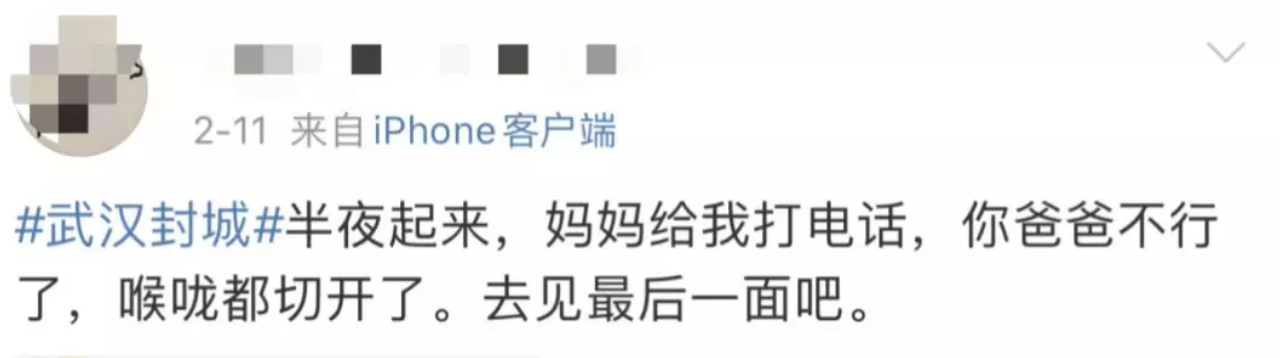 2-11 来自iPhone客户端
#武汉封城#半夜起来，妈妈给我打电话，你爸爸不行
了，喉咙都切开了。去见最后一面吧。